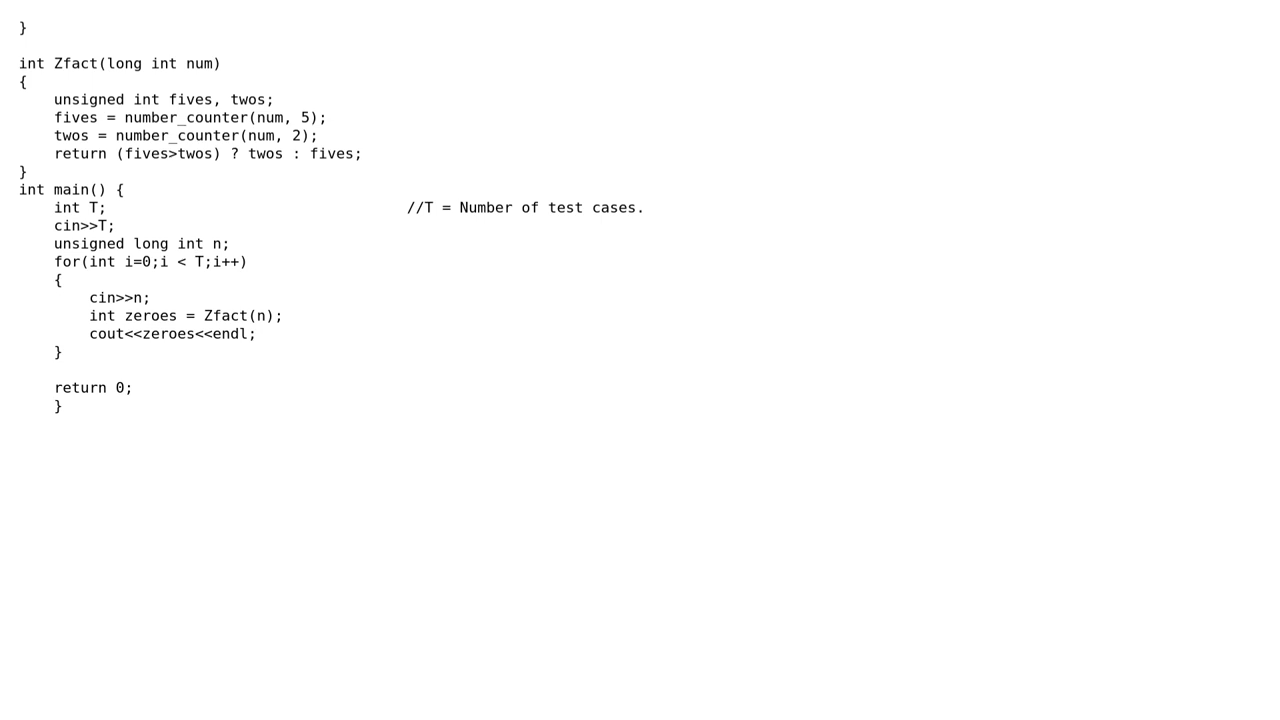 }

int Zfact(long int num)
{
    unsigned int fives, twos;
    fives = number_counter(num, 5);
    twos = number_counter(num, 2);
    return (fives>twos) ? twos : fives;
}
int main() {
    int T;                                  //T = Number of test cases.
    cin>>T;
    unsigned long int n;
    for(int i=0;i < T;i++)
    {
        cin>>n;
        int zeroes = Zfact(n);
        cout<<zeroes<<endl;
    }

    return 0;
    }